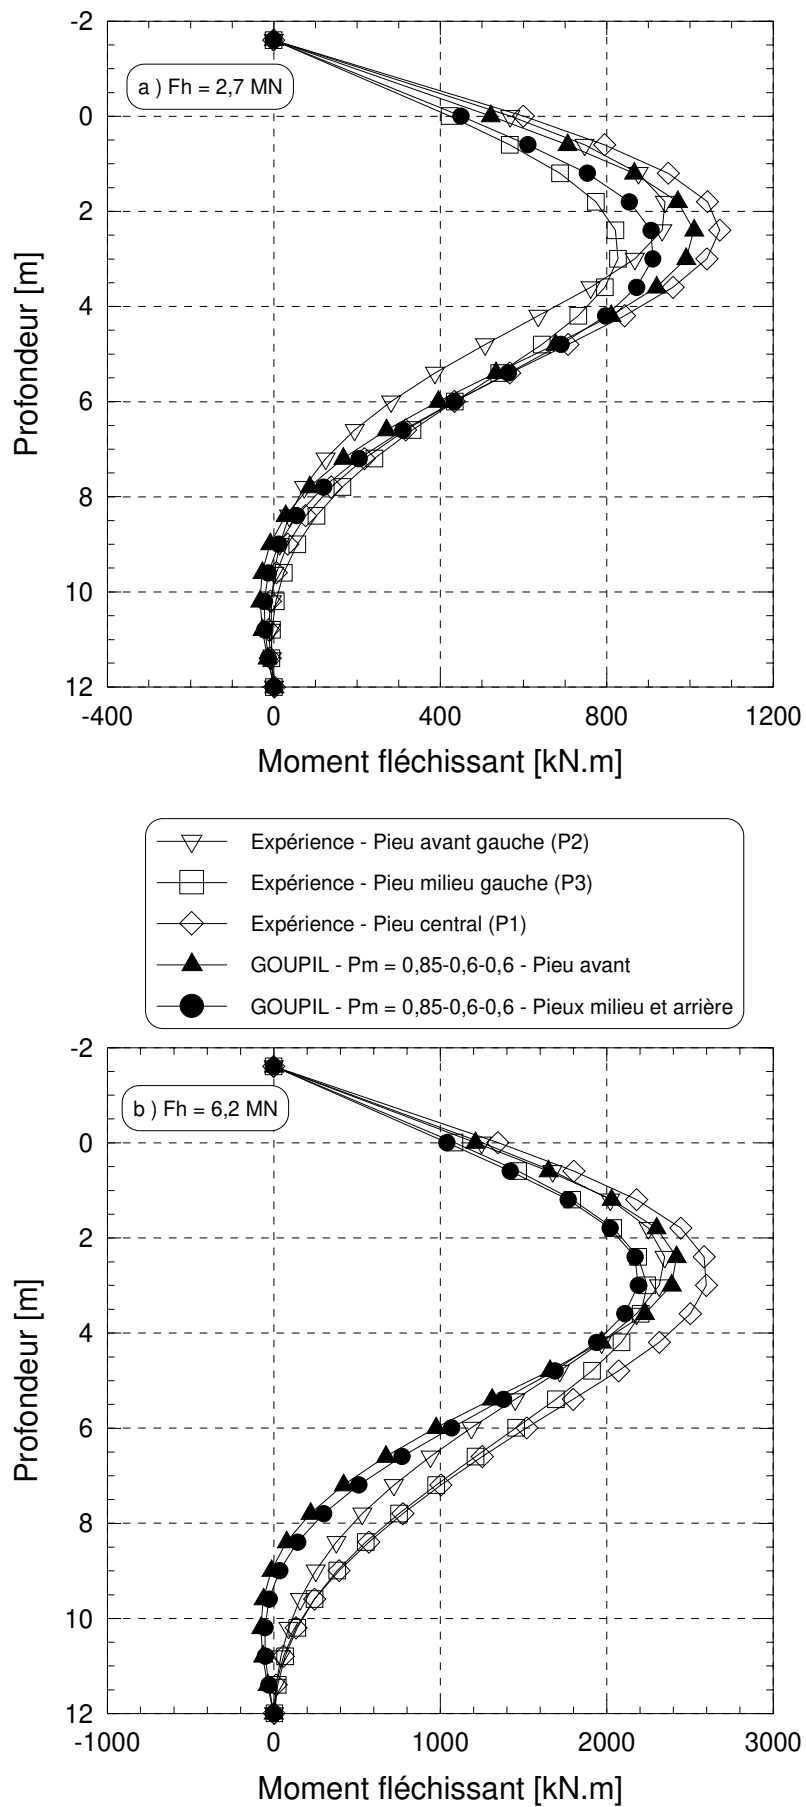 -2
a ) Fh = 2,7 MN
0
2
4
6
8
10
12
Profondeur [m]
-400 0 400 800 1200
Moment fléchissant [kN.m]
Expérience - Pieu avant gauche (P2)
Expérience - Pieu milieu gauche (P3)
Expérience - Pieu central (P1)
GOUPIL - Pm = 0,85-0,6-0,6 - Pieu avant
GOUPIL - Pm = 0,85-0,6-0,6 - Pieux milieu et arrière
-2
b ) Fh = 6,2 MN
0
2
4
6
8
10
12
Profondeur [m]
-1000 0 1000 2000 3000
Moment fléchissant [kN.m]